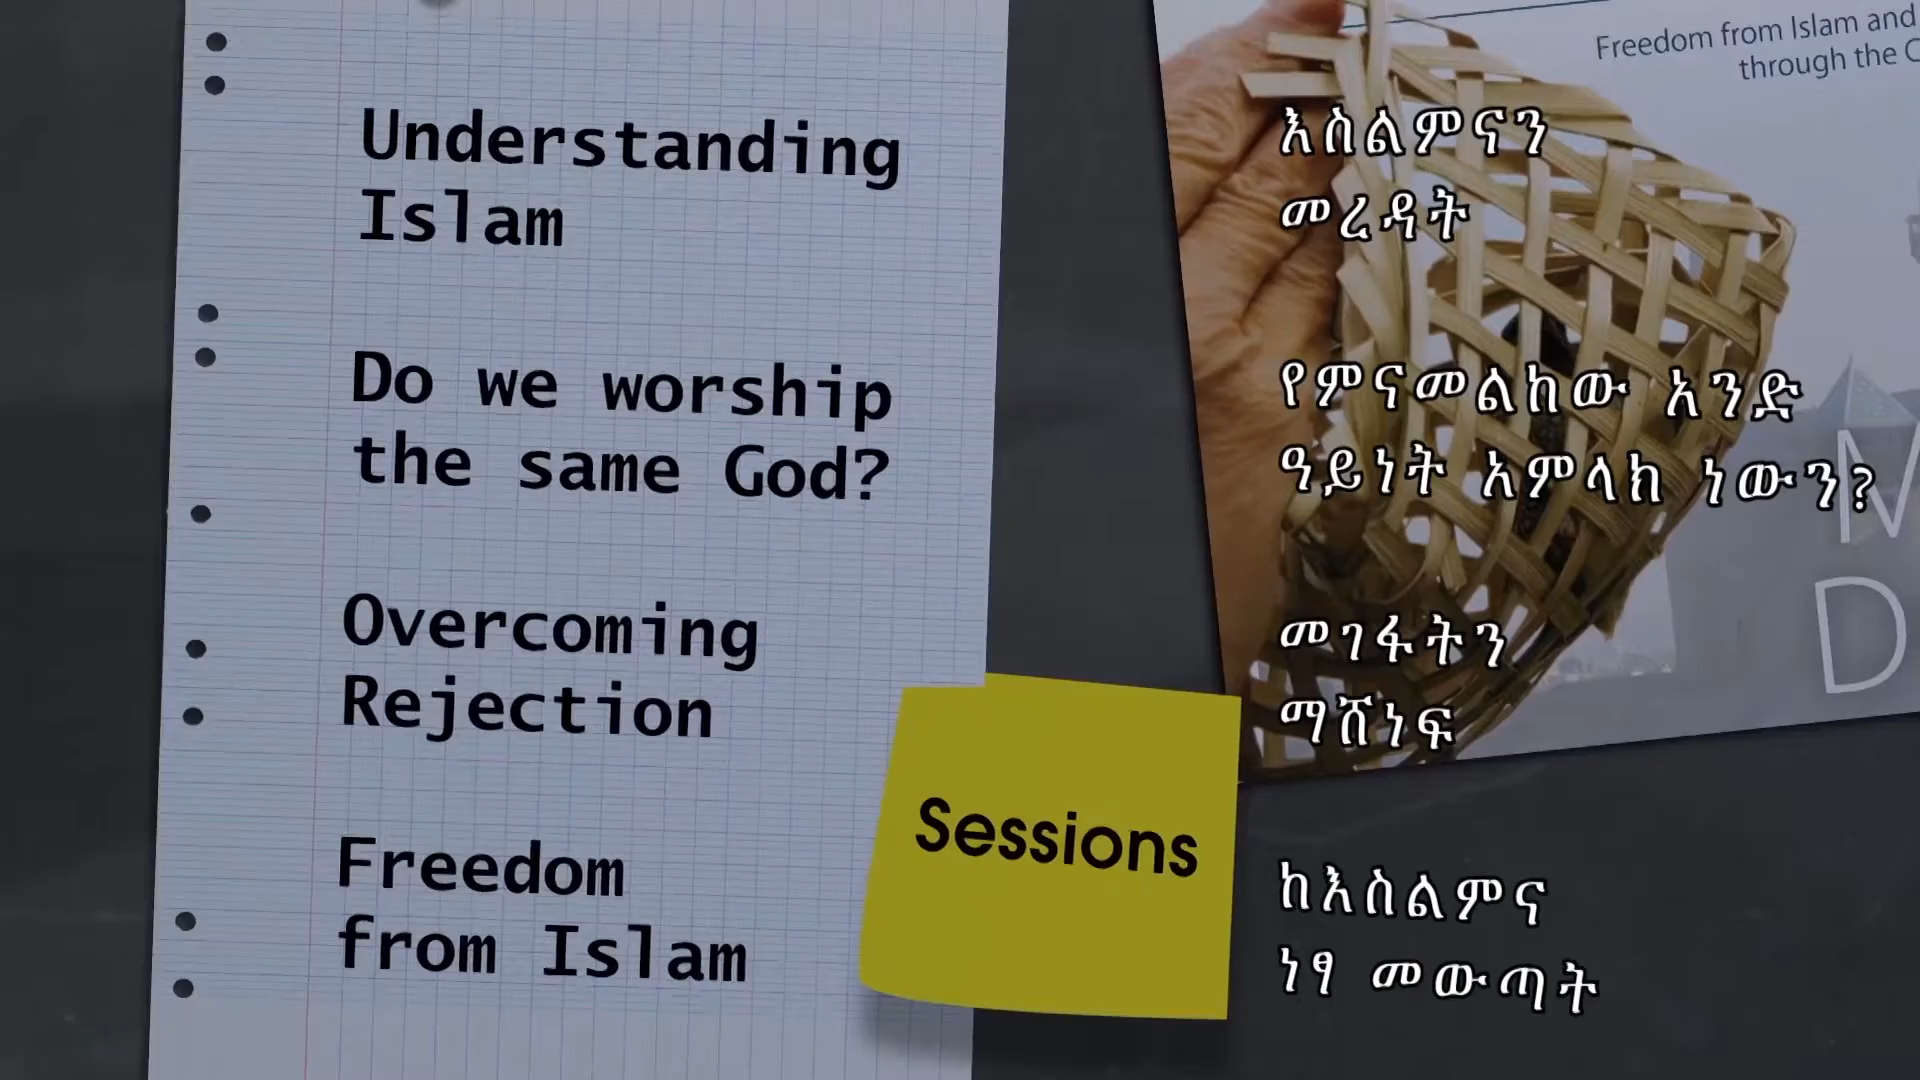 Understanding
Islam
Do we worship
the same God?
Overcoming
Rejection
Freedom
from Islam
Sessions
Freedom from Islam and
through the
እስልምናን
መረዳት
የምናመልከው አንድ
ዓይነት አምላክ ነውን?
መገፋትን
ማሸነፍ
ከእስልምና
ነፃ መውጣት